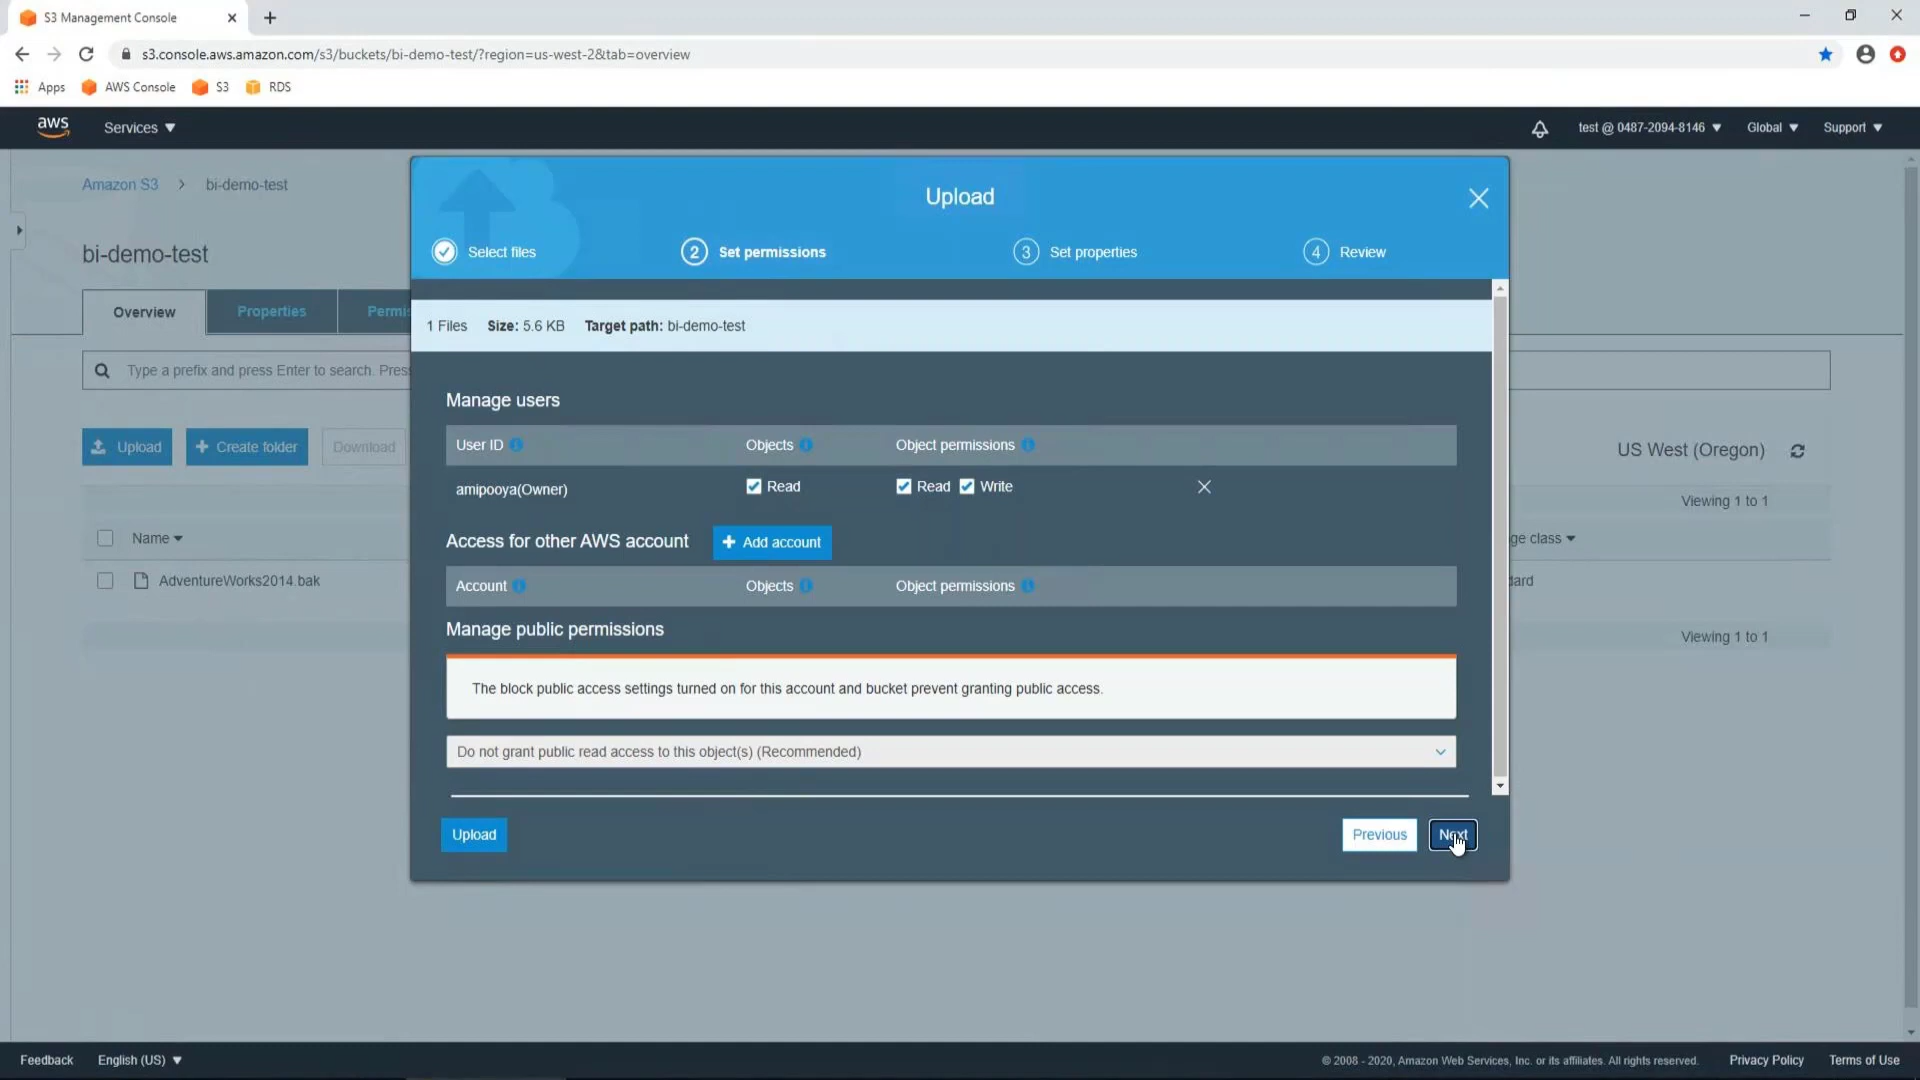 S3 Management Console
s3.console.aws.amazon.com/s3/buckets/bi-demo-test/?region=us-west-2&tab=overview
Apps AWS Console S3 RDS
aws Services test @ 0487-2094-8146 Global Support
Amazon S3 > bi-demo-test
bi-demo-test
Overview Properties Permis
Type a prefix and press Enter to search. Press
Upload Create folder Download
US West (Oregon)
Viewing 1 to 1
Name
ge class
AdventureWorks2014.bak
dard
Viewing 1 to 1
Upload
Select files 2 Set permissions 3 Set properties 4 Review
1 Files Size: 5.6 KB Target path: bi-demo-test
Manage users
User ID Objects Object permissions
amipooya(Owner) Read Read Write
Access for other AWS account + Add account
Account Objects Object permissions
Manage public permissions
The block public access settings turned on for this account and bucket prevent granting public access.
Do not grant public read access to this object(s) (Recommended)
Upload Previous Next
Feedback English (US) © 2008 - 2020, Amazon Web Services, Inc. or its affiliates. All rights reserved. Privacy Policy Terms of Use